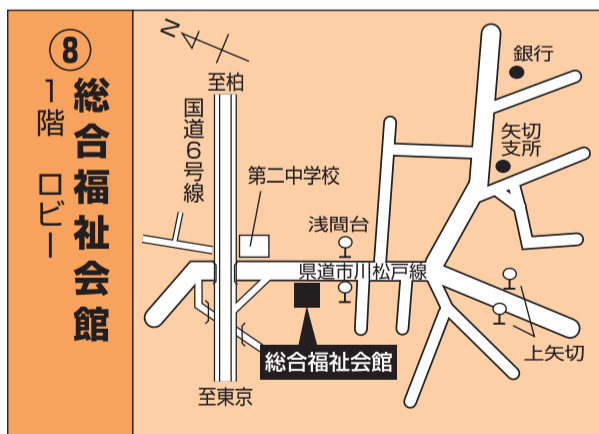 ⑧
総合福祉会館
1階 ロビー
N
至柏
国道6号線
第二中学校
浅間台
県道市川松戸線
銀行
矢切
支所
上矢切
総合福祉会館
至東京